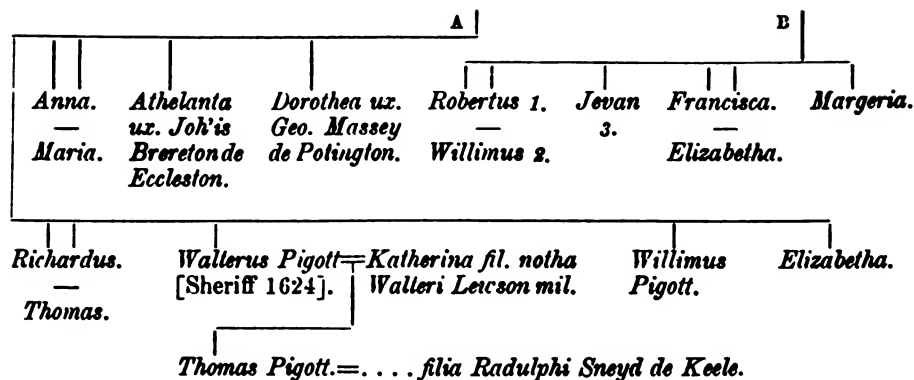 A B
Anna. Athelanta Dorothea ux. Robertus 1. Jevan Francisca. Margeria.
— ux. Joh'is Geo. Massey — 3. —
Maria. Brereton de de Potington. Willimus 2. Elizabetha.
Eccleston.
Richardus. Walterus Pigott=Katherina fil. notha Willimus Elizabetha.
— [Sheriff 1624]. Walteri Lewson mil. Pigott.
Thomas.
Thomas Pigott.=. . . . filia Radulphi Sneyd de Keele.